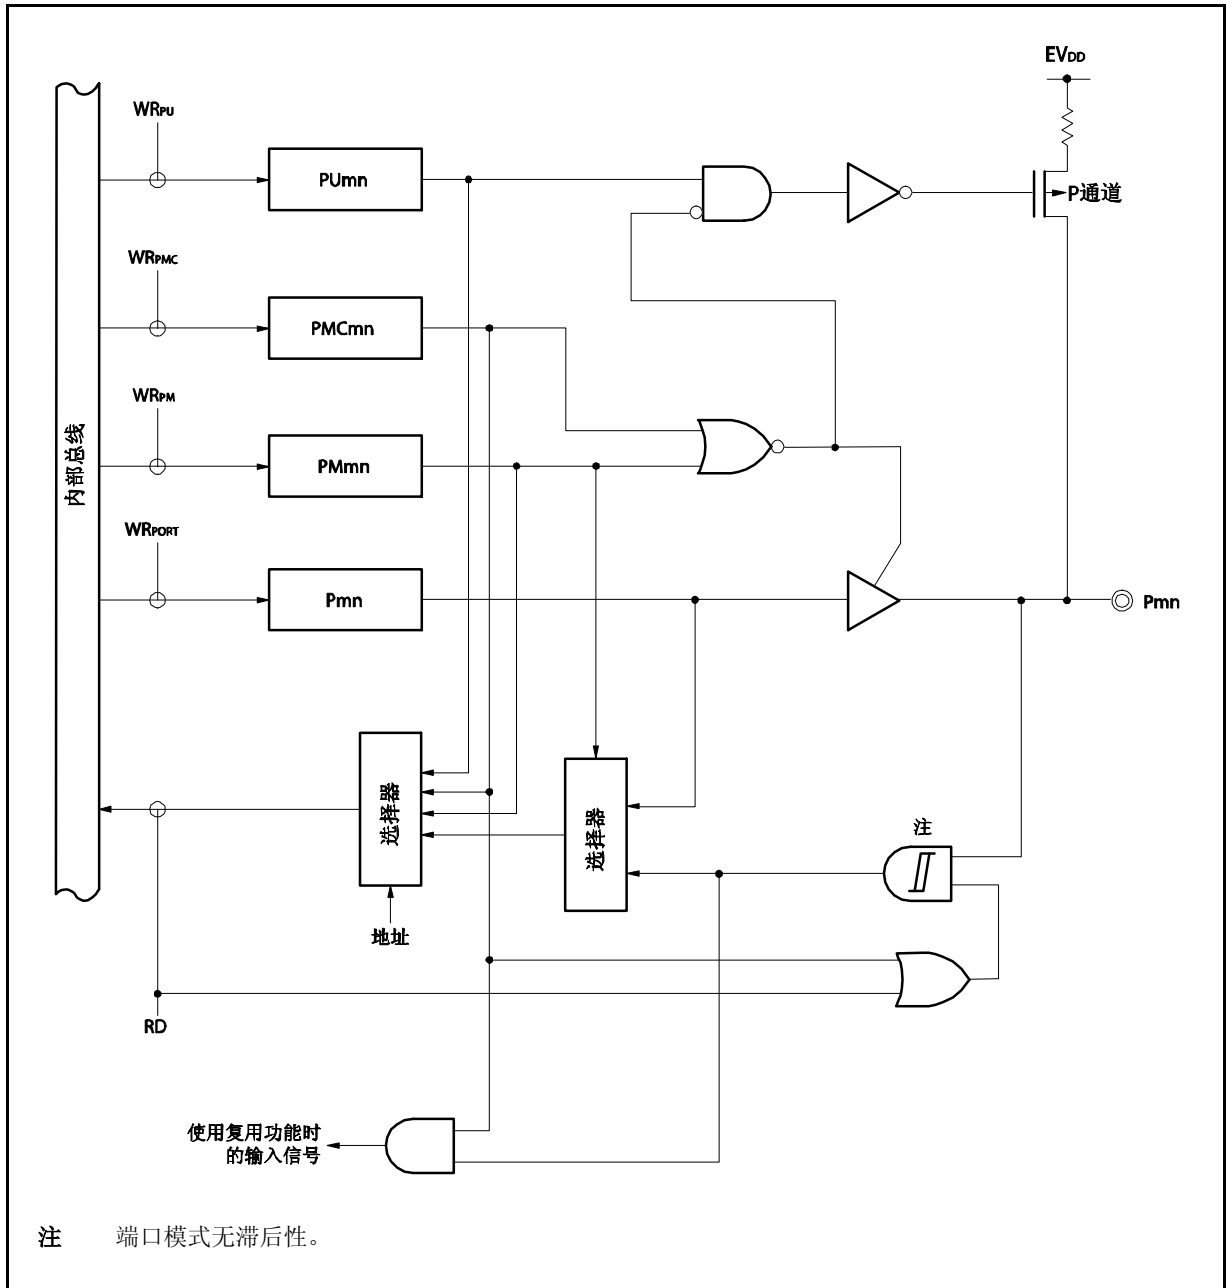 EVDD
WRPU
PUmn
P通道
WRPMC
PMCmn
WRPM
PMmn
内部总线
WRPORT
Pmn
Pmn
选择器
选择器
注
地址
RD
使用复用功能时
的输入信号
注 端口模式无滞后性。